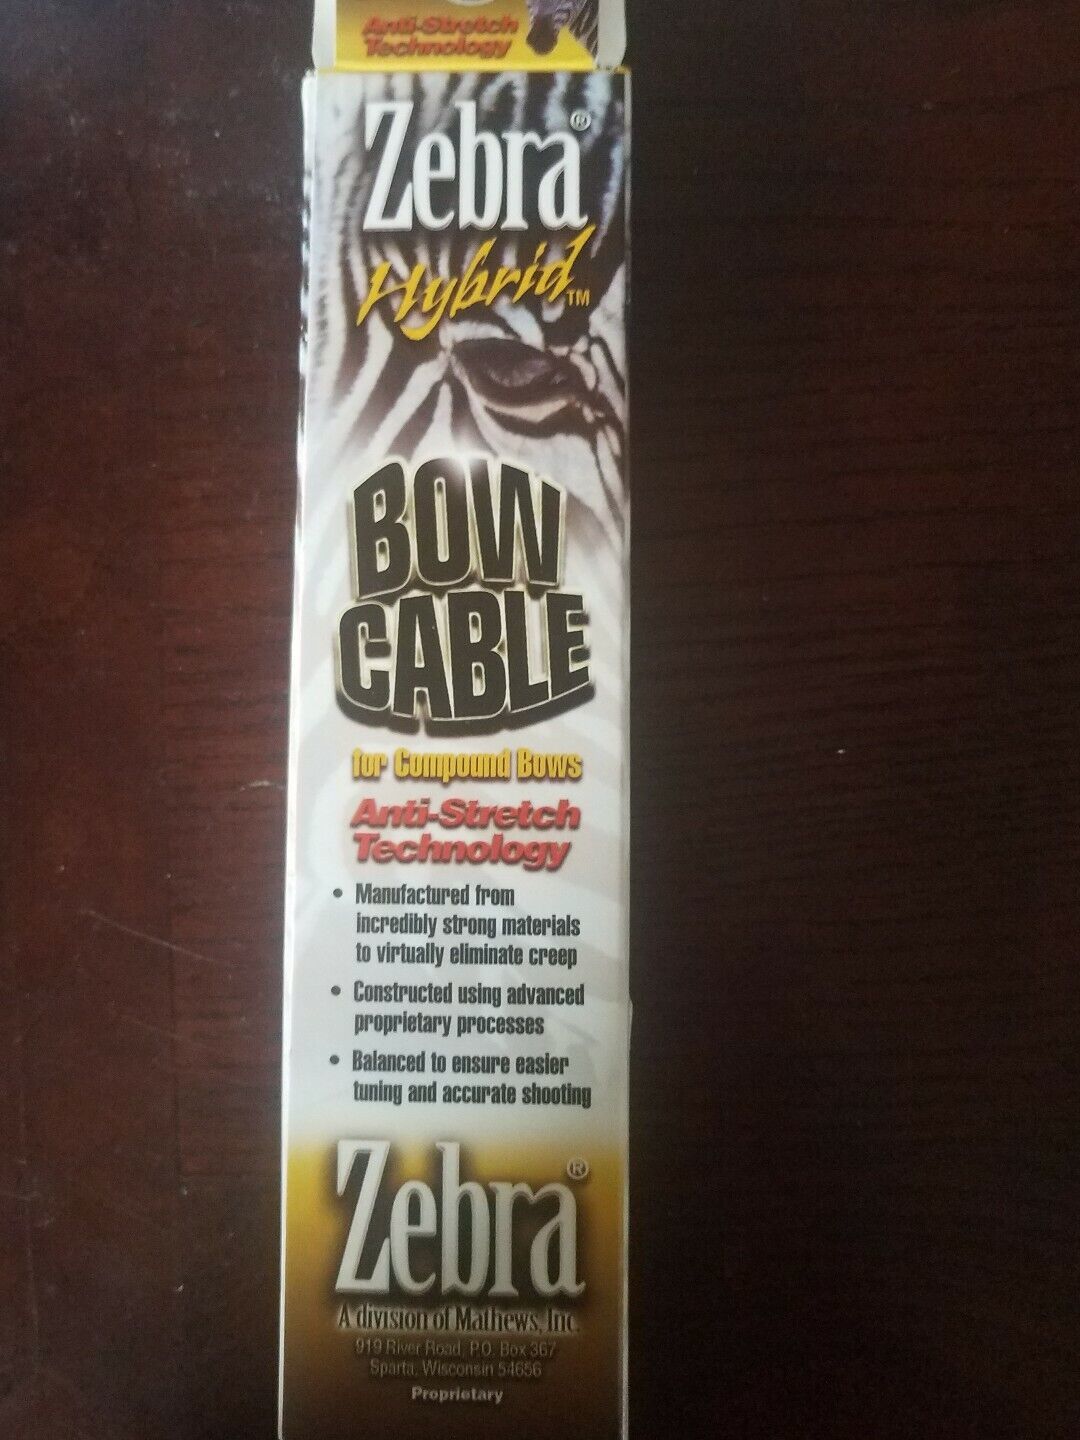 Anti-Stretch
Technology
Zebra®
Hybrid™
BOW
CABLE
for Compound Bows
Anti-Stretch
Technology
• Manufactured from
incredibly strong materials
to virtually eliminate creep
• Constructed using advanced
proprietary processes
• Balanced to ensure easier
tuning and accurate shooting
Zebra®
A division of Mathews, Inc.
919 River Road, P.O. Box 367
Sparta, Wisconsin 54656
Proprietary